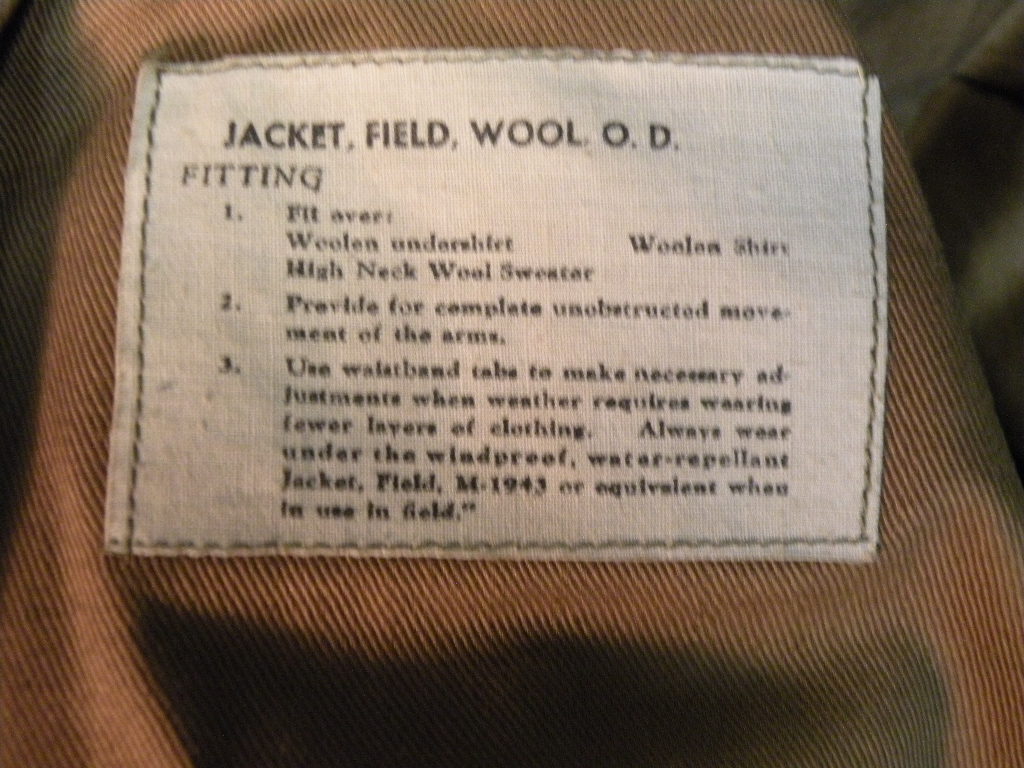 JACKET, FIELD, WOOL, O. D.
FITTING
1. Fit over:
Woolen undershirt Woolen Shirt
High Neck Wool Sweater
2. Provide for complete unobstructed move-
ment of the arms.
3. Use waistband tabs to make necessary ad-
justments when weather requires wearing
fewer layers of clothing. Always wear
under the windproof, water-repellant
Jacket, Field, M-1943 or equivalent when
in use in field."